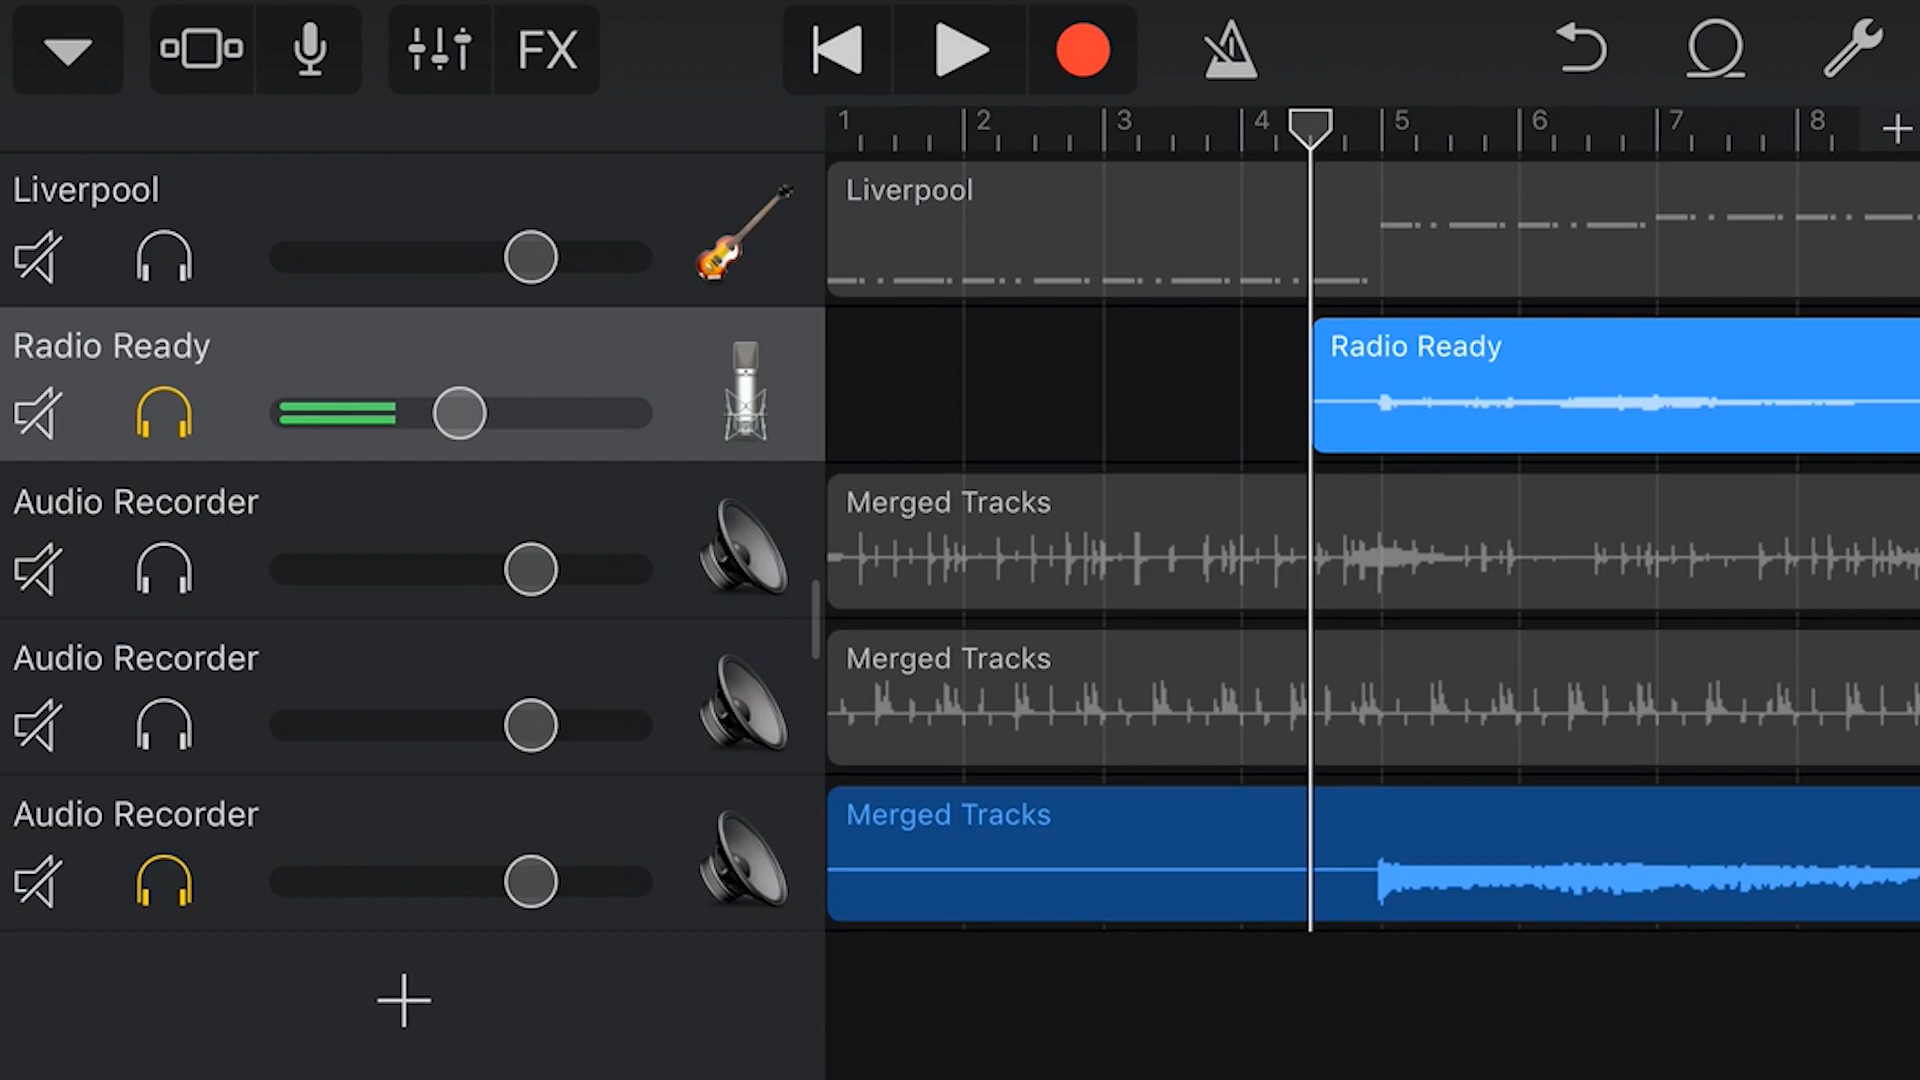 FX
1 2 3 4 5 6 7 8
Liverpool
Liverpool
Radio Ready
Radio Ready
Audio Recorder
Merged Tracks
Audio Recorder
Merged Tracks
Audio Recorder
Merged Tracks